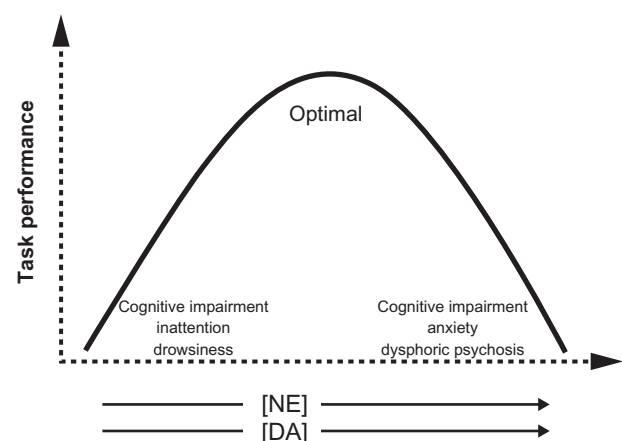 Task performance
Optimal
Cognitive impairment
inattention
drowsiness
Cognitive impairment
anxiety
dysphoric psychosis
[NE]
[DA]